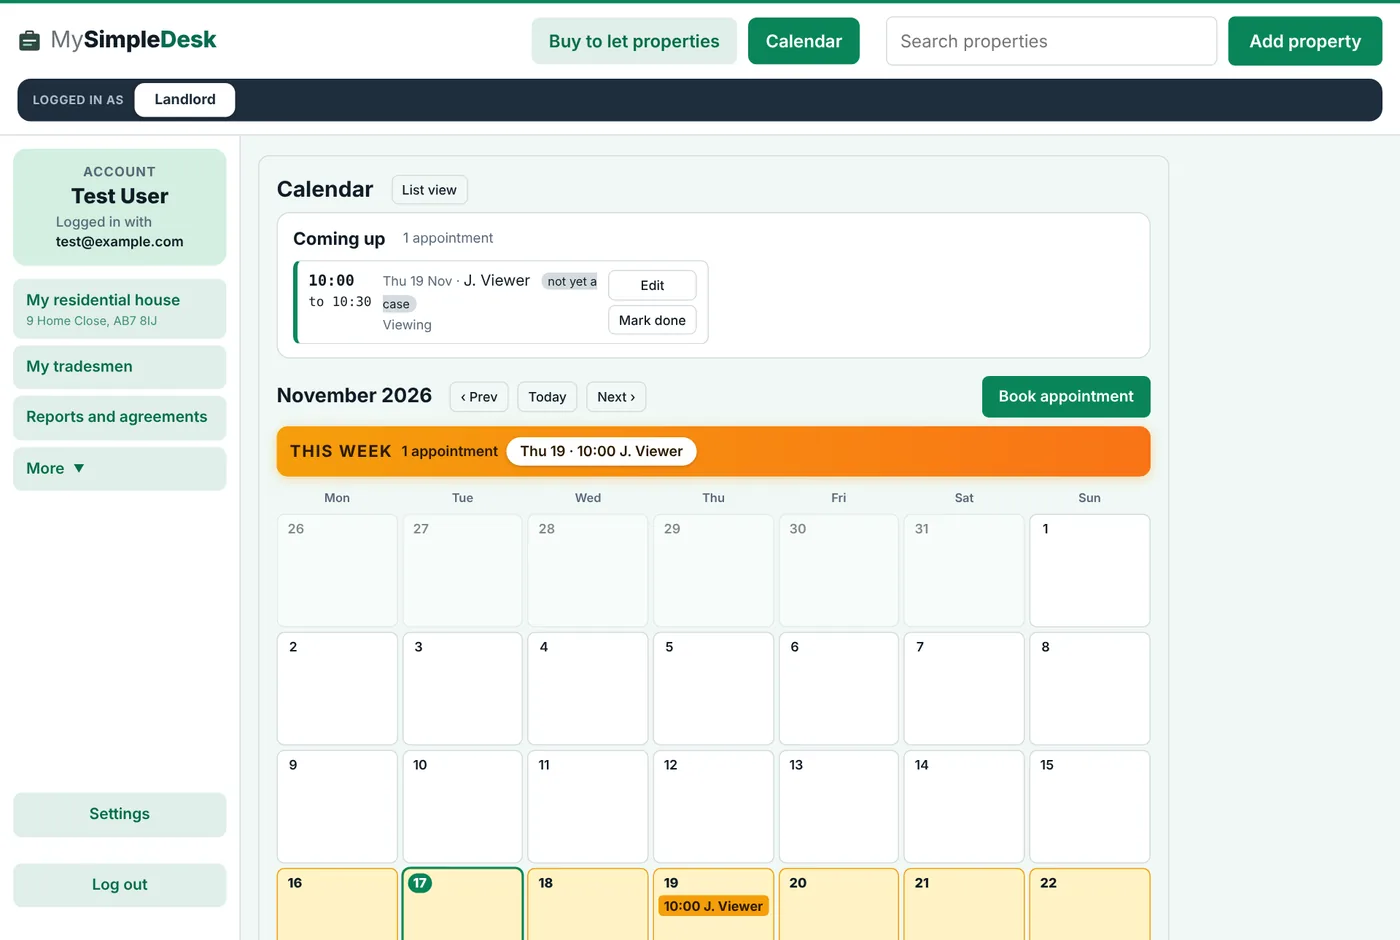 MySimpleDesk
Buy to let properties
Calendar
Search properties
Add property
LOGGED IN AS
Landlord
ACCOUNT
Test User
Logged in with
test@example.com
My residential house
9 Home Close, AB7 8IJ
My tradesmen
Reports and agreements
More ▼
Settings
Log out
Calendar
List view
Coming up 1 appointment
10:00
to 10:30
Thu 19 Nov · J. Viewer not yet a
case
Viewing
Edit
Mark done
November 2026
‹ Prev
Today
Next ›
Book appointment
THIS WEEK 1 appointment Thu 19 · 10:00 J. Viewer
Mon Tue Wed Thu Fri Sat Sun
26 27 28 29 30 31 1
2 3 4 5 6 7 8
9 10 11 12 13 14 15
16 17 18 19 20 21 22
10:00 J. Viewer